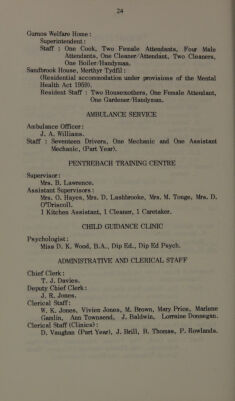 24
Gurnos Welfare Home:
Superintendent:
Staff : One Cook, Two Female Attendants, Four Male
Attendants, One Cleaner/Attendant, Two Cleaners,
One Boiler/Handyman.
Sandbrook House, Merthyr Tydfil:
(Residential accommodation under provisions of the Mental
Health Act 1959).
Resident Staff : Two Housemothers, One Female Attendant,
One Gardener/Handyman.
AMBULANCE SERVICE
Ambulance Officer:
J. A. Williams.
Staff : Seventeen Drivers, One Mechanic and One Assistant
Mechanic, (Part Year).
PENTREBACH TRAINING CENTRE
Supervisor:
Mrs. B. Lawrence.
Assistant Supervisors:
Mrs. O. Hayes, Mrs. D. Lashbrooke, Mrs. M. Tonge, Mrs. D.
O'Driscoll.
1 Kitchen Assistant, 1 Cleaner, 1 Caretaker.
CHILD GUIDANCE CLINIC
Psychologist:
Miss D. K. Wood, B.A., Dip Ed., Dip Ed Psych.
ADMINISTRATIVE AND CLERICAL STAFF
Chief Clerk:
T. J. Davies.
Deputy Chief Clerk:
J. R. Jones.
Clerical Staff:
W. K. Jones, Vivien Jones, M. Brown, Mary Price, Marlene
Gamlin, Ann Townsend, J. Baldwin, Lorraine Donnegan.
Clerical Staff (Clinics):
D. Vaughan (Part Year), J. Brill, B. Thomas, P. Rowlands.